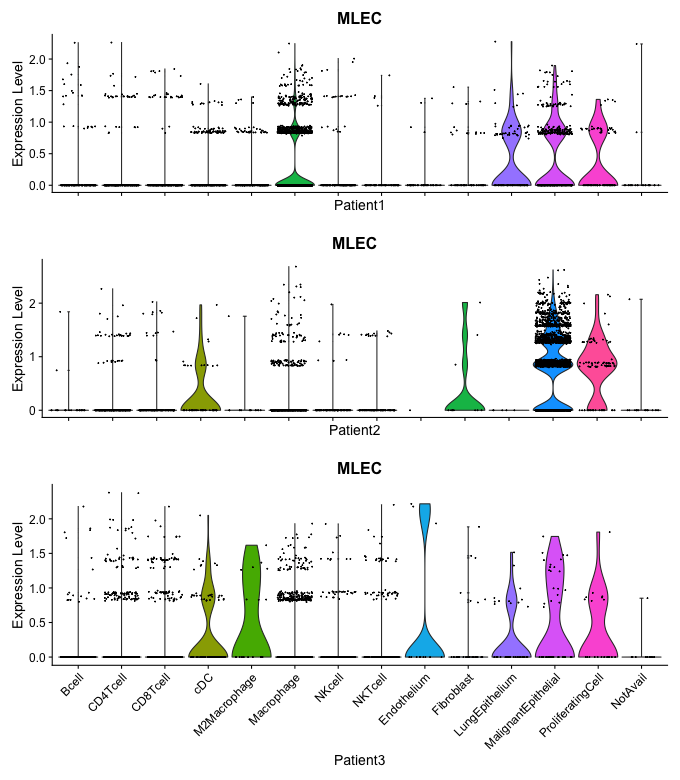 MLEC
Expression Level
2.0
1.5
1.0
0.5
0.0
Patient1
MLEC
Expression Level
2
1
0
Patient2
MLEC
Expression Level
2.0
1.5
1.0
0.5
0.0
Bcell
CD4Tcell
CD8Tcell
cDC
M2Macrophage
Macrophage
NKcell
NKTcell
Endothelium
Fibroblast
LungEpithelium
MalignantEpithelial
ProliferatingCell
NotAvail
Patient3